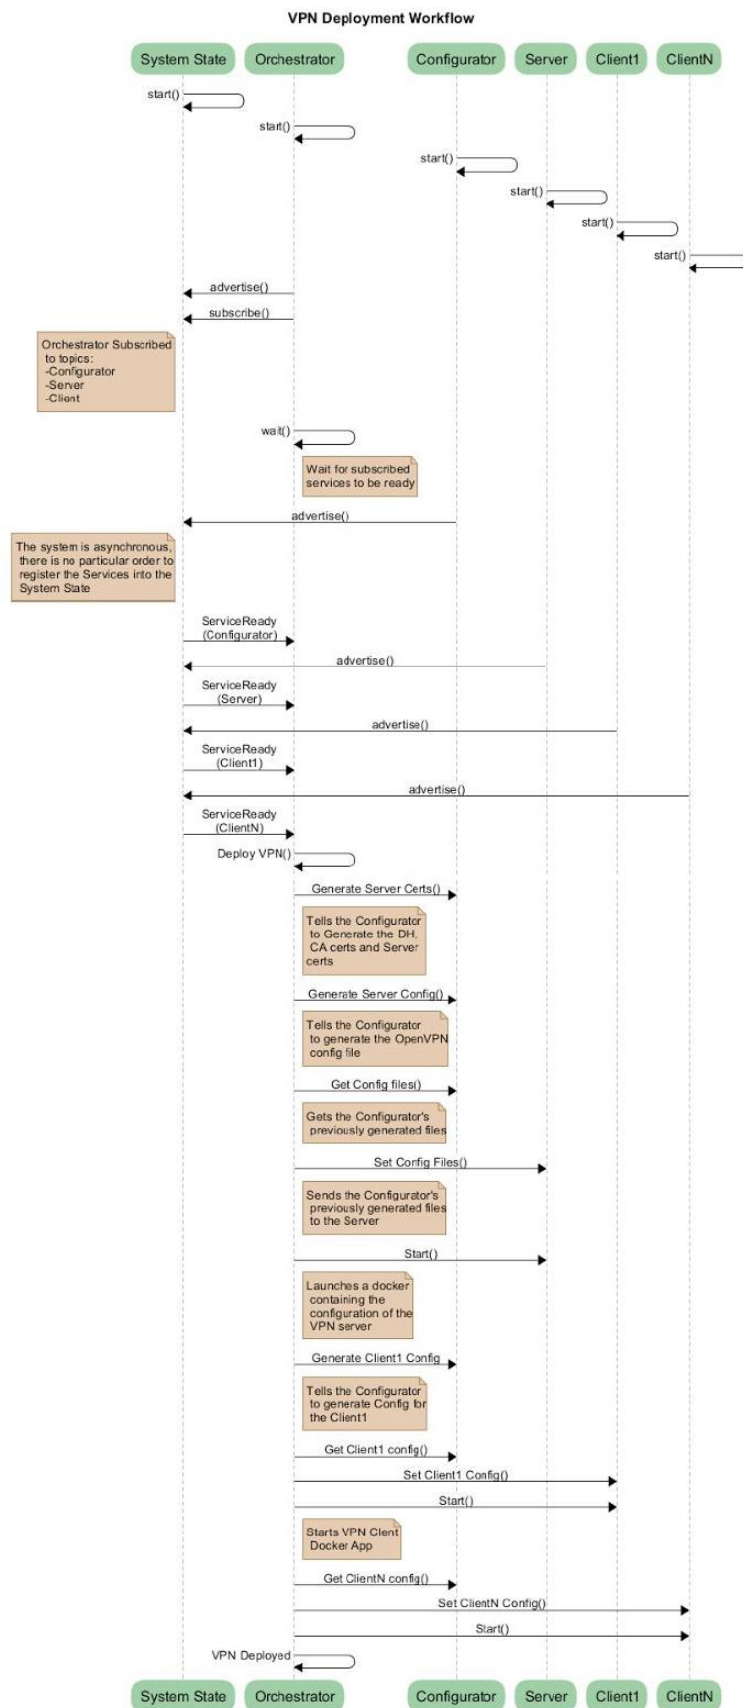 VPN Deployment Workflow
System State Orchestrator Configurator Server Client1 ClientN
start()
start()
start()
start()
start()
start()
advertise()
subscribe()
Orchestrator Subscribed
to topics:
-Configurator
-Server
-Client
wait()
Wait for subscribed
services to be ready
advertise()
The system is asynchronous,
there is no particular order to
register the Services into the
System State
ServiceReady
(Configurator)
advertise()
ServiceReady
(Server)
advertise()
ServiceReady
(Client1)
advertise()
ServiceReady
(ClientN)
Deploy VPN()
Generate Server Certs()
Tells the Configurator
to Generate the DH,
CA certs and Server
certs
Generate Server Config()
Tells the Configurator
to generate the OpenVPN
config file
Get Config files()
Gets the Configurator's
previously generated files
Set Config Files()
Sends the Configurator's
previously generated files
to the Server
Start()
Launches a docker
containing the
configuration of the
VPN server
Generate Client1 Config
Tells the Configurator
to generate Config for
the Client1
Get Client1 config()
Set Client1 Config()
Start()
Starts VPN Client
Docker App
Get ClientN config()
Set ClientN Config()
Start()
VPN Deployed
System State Orchestrator Configurator Server Client1 ClientN